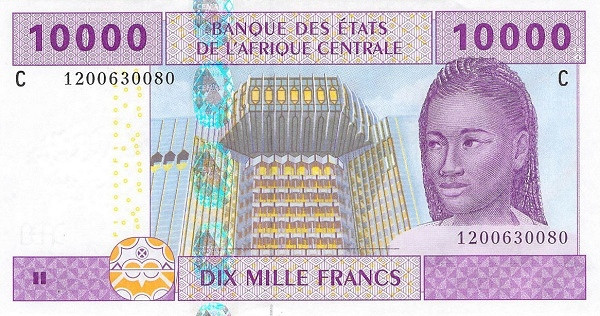 10000
BANQUE DES ÉTATS
DE L'AFRIQUE CENTRALE
10000
C 1200630080
1200630080 C
DIX MILLE FRANCS